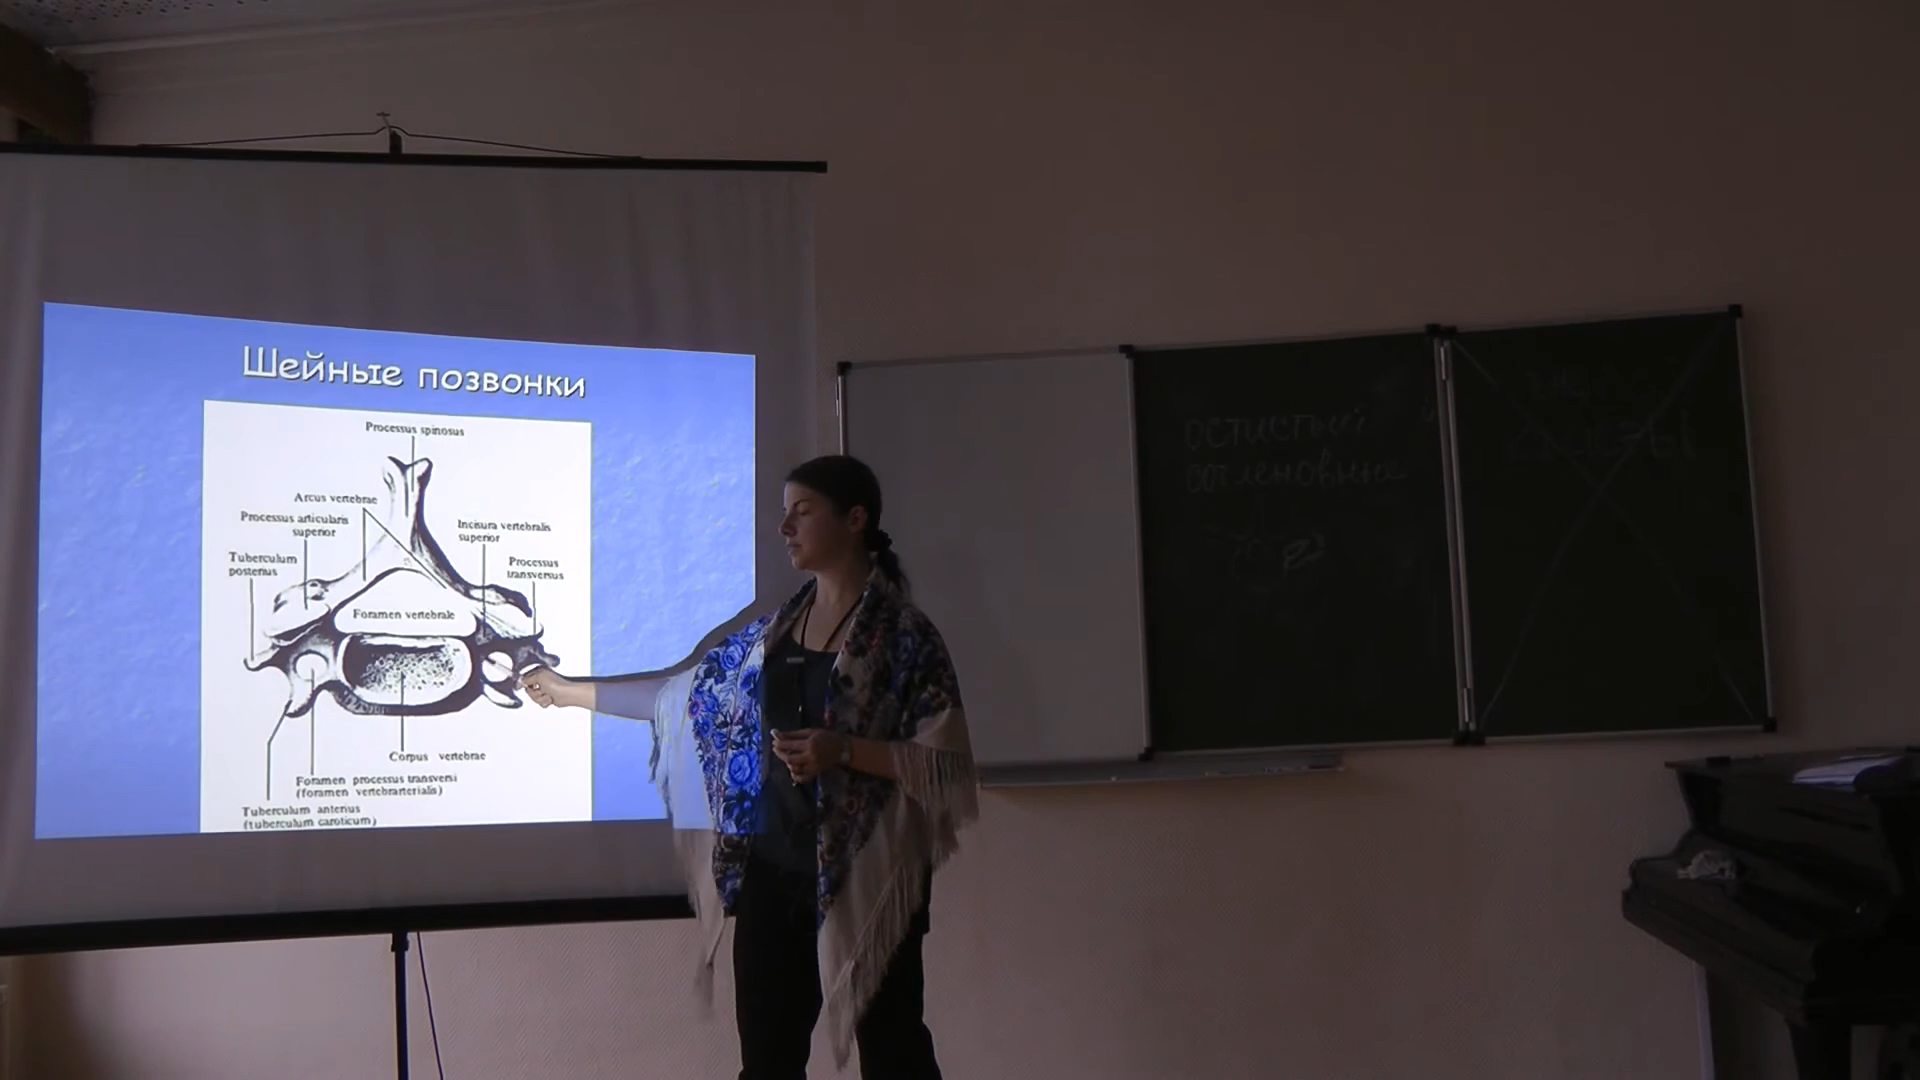 Шейные позвонки
Processus spinosus
Arcus vertebrae
Processus articularis
superior
Incisura vertebralis
superior
Tuberculum
posterius
Processus
transversus
Foramen vertebrale
Corpus vertebrae
Foramen processus transversi
(foramen vertebrarterialis)
Tuberculum anterius
(tuberculum caroticum)
остистый